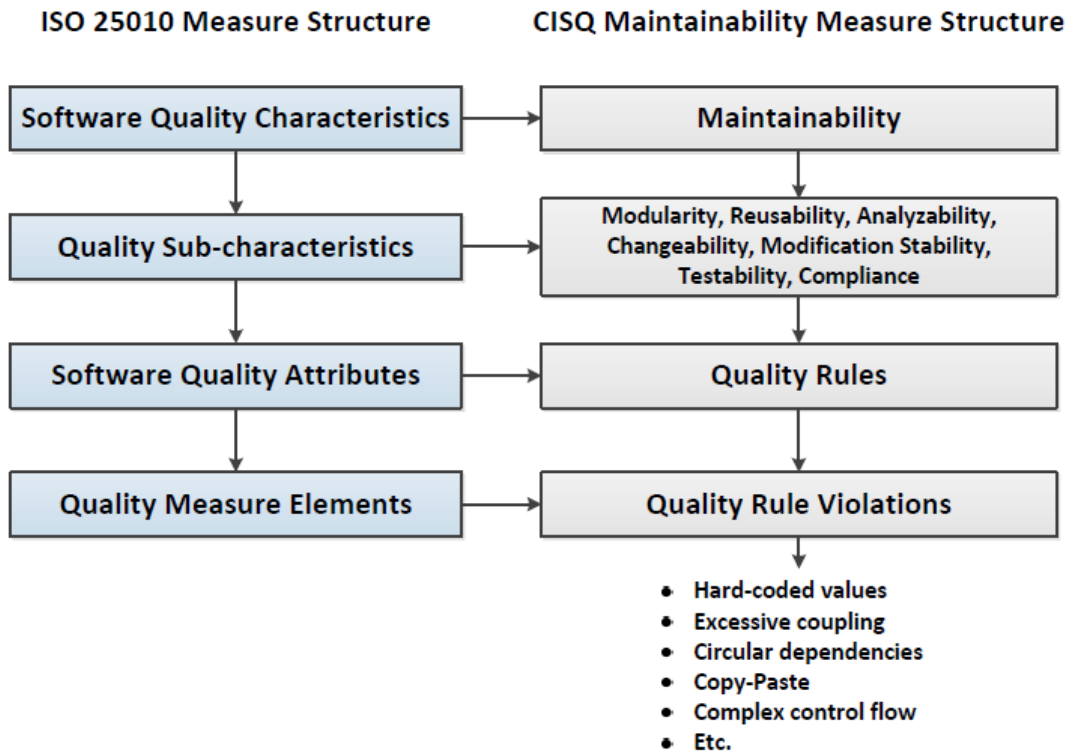 ISO 25010 Measure Structure
CISQ Maintainability Measure Structure
Software Quality Characteristics
Maintainability
Quality Sub-characteristics
Modularity, Reusability, Analyzability,
Changeability, Modification Stability,
Testability, Compliance
Software Quality Attributes
Quality Rules
Quality Measure Elements
Quality Rule Violations
• Hard-coded values
• Excessive coupling
• Circular dependencies
• Copy-Paste
• Complex control flow
• Etc.